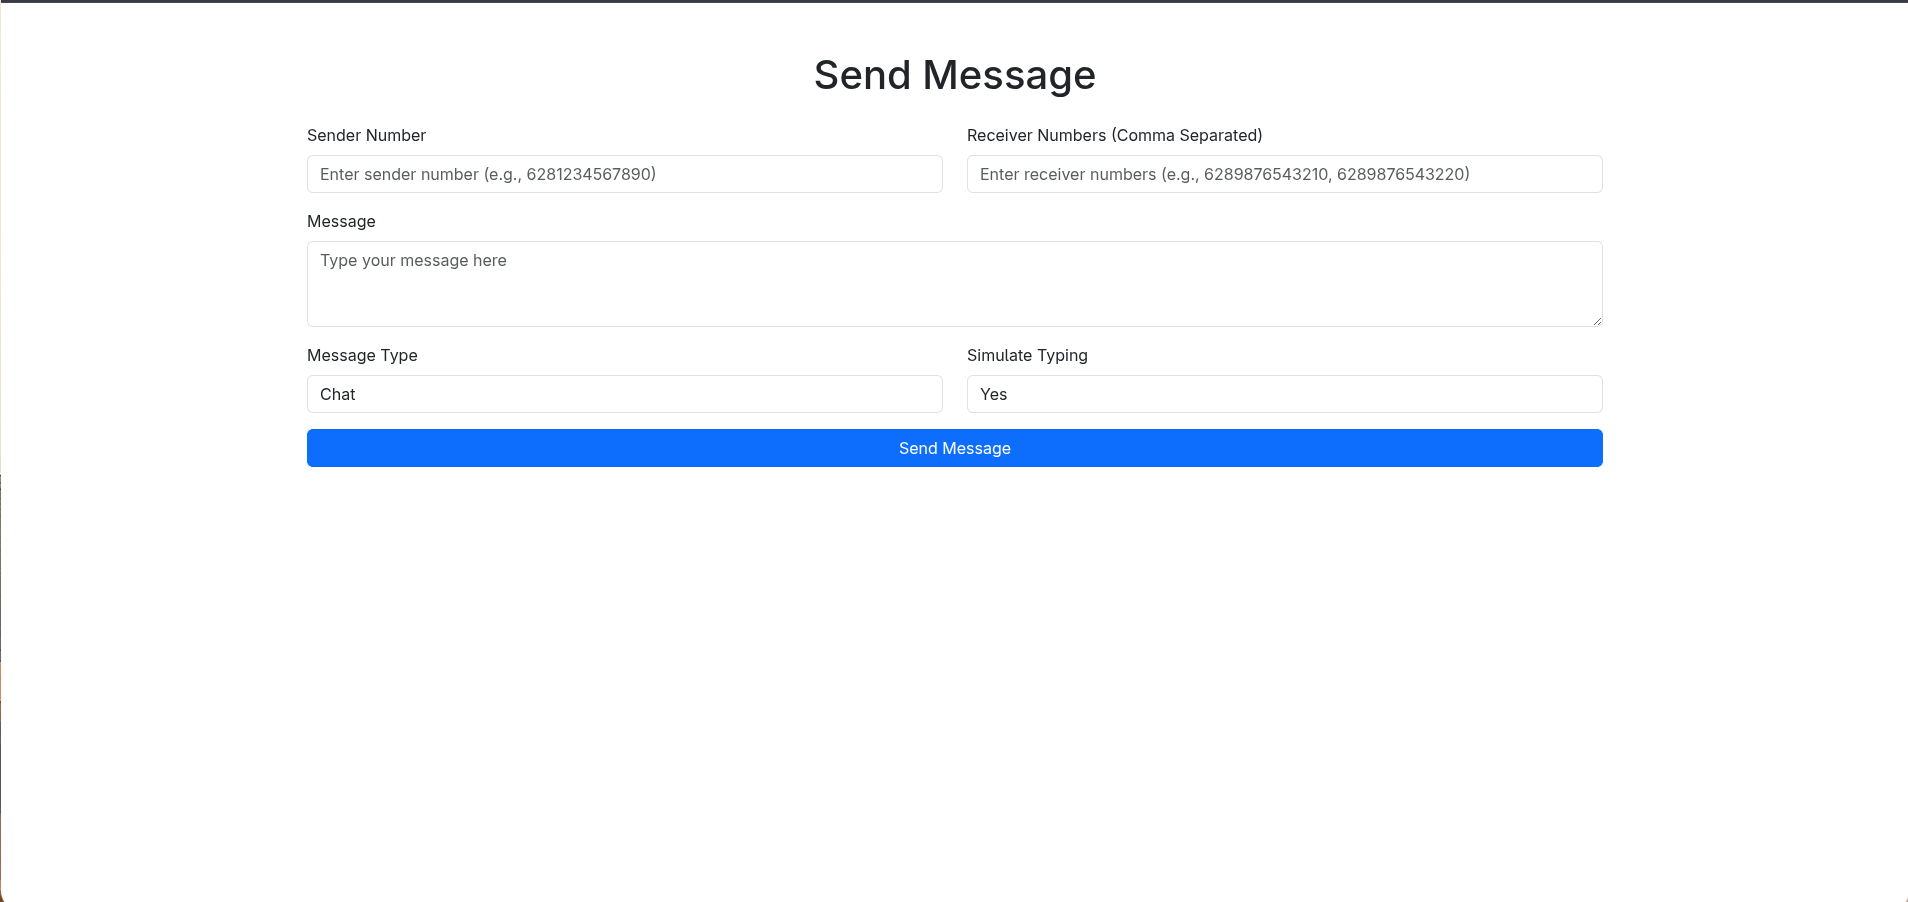 Send Message
Sender Number
Receiver Numbers (Comma Separated)
Enter sender number (e.g., 6281234567890)
Enter receiver numbers (e.g., 6289876543210, 6289876543220)
Message
Type your message here
Message Type
Simulate Typing
Chat
Yes
Send Message